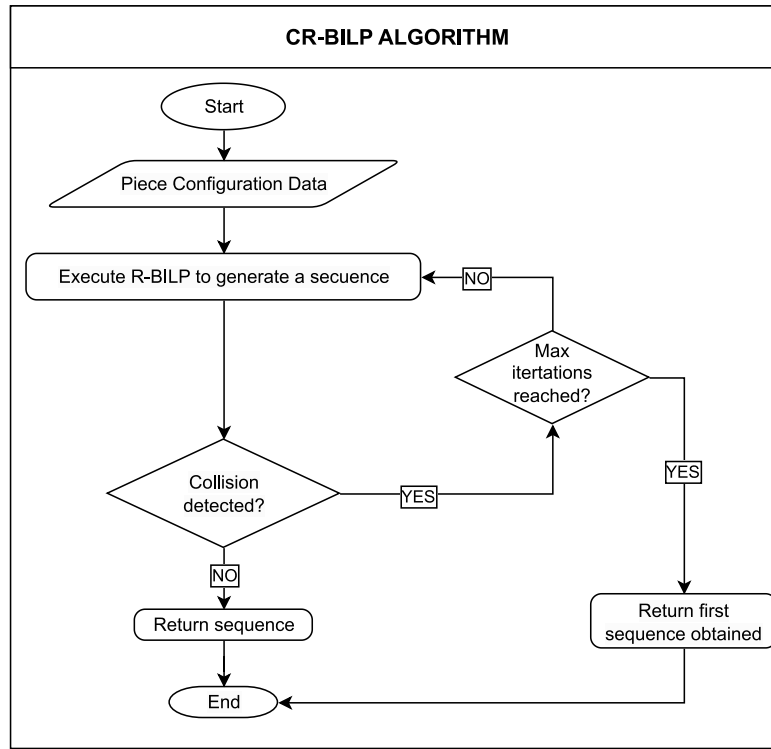 CR-BILP ALGORITHM
Start
Piece Configuration Data
Execute R-BILP to generate a secuence
NO
Max
itertations
reached?
Collision
detected?
YES
YES
NO
Return sequence
Return first
sequence obtained
End